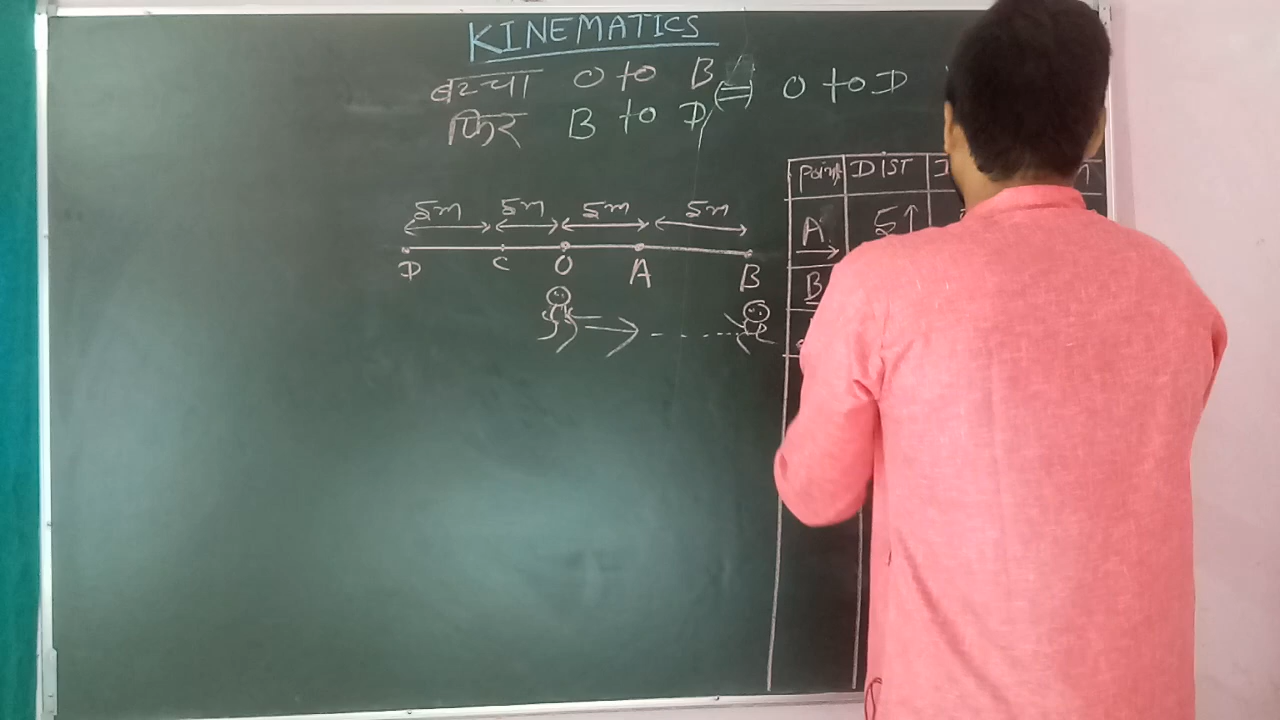 KINEMATICS
बच्चा O to B
फिर B to D
(=) O to D
Point DIST
5m 5m 5m 5m
D C O A B
A 5↑
B